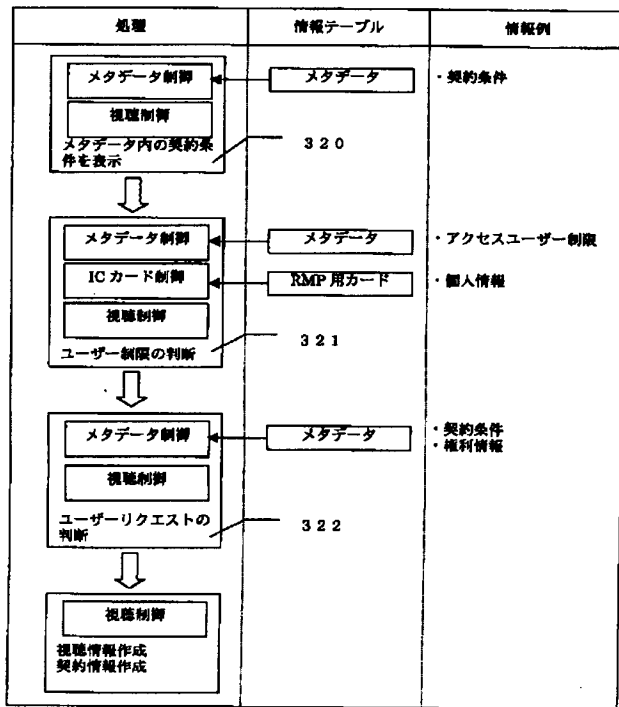 処理
情報テーブル
情報例
メタデータ制御
メタデータ
・契約条件
視聴制御
メタデータ内の契約条
件を表示
320
メタデータ制御
メタデータ
・アクセスユーザー制限
ICカード制御
RMP用カード
・個人情報
視聴制御
ユーザー制限の判断
321
メタデータ制御
メタデータ
・契約条件
・権利情報
視聴制御
ユーザーリクエストの
判断
322
視聴制御
視聴情報作成
契約情報作成